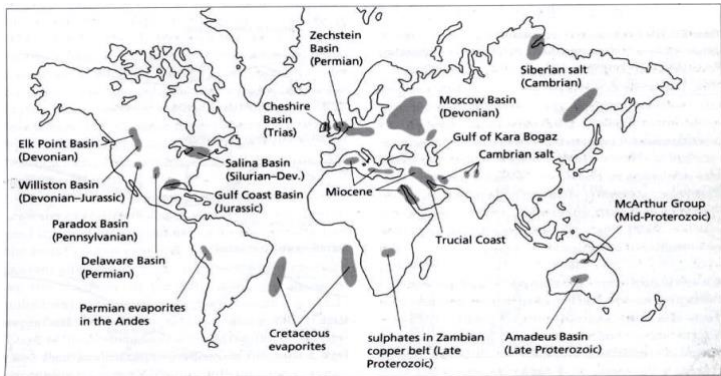 Zechstein
Basin
(Permian)
Siberian salt
(Cambrian)
Cheshire
Basin
(Trias)
Moscow Basin
(Devonian)
Elk Point Basin
(Devonian)
Gulf of Kara Bogaz
Cambrian salt
Salina Basin
(Silurian–Dev.)
Williston Basin
(Devonian–Jurassic)
Miocene
Gulf Coast Basin
(Jurassic)
McArthur Group
(Mid-Proterozoic)
Paradox Basin
(Pennsylvanian)
Trucial Coast
Delaware Basin
(Permian)
Permian evaporites
in the Andes
Cretaceous
evaporites
sulphates in Zambian
copper belt (Late
Proterozoic)
Amadeus Basin
(Late Proterozoic)